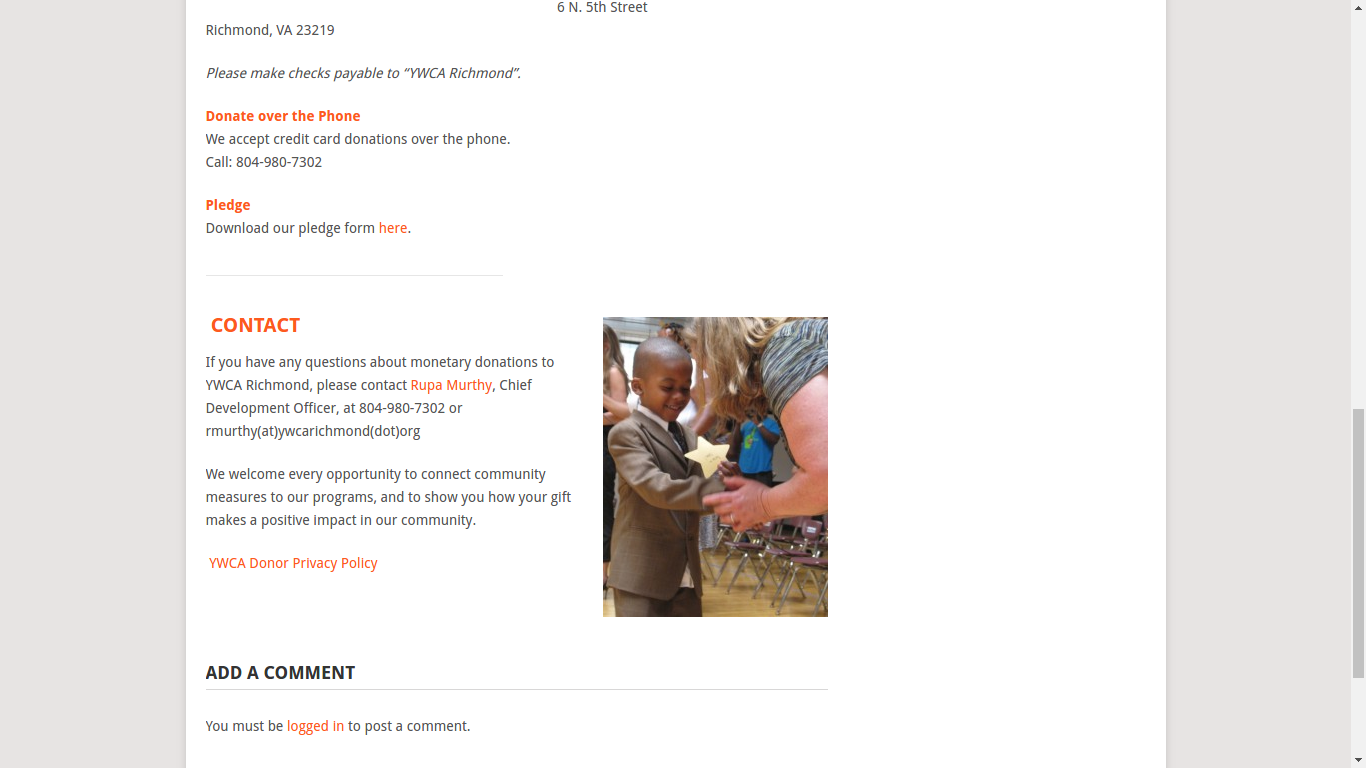 6 N. 5th Street
Richmond, VA 23219
Please make checks payable to “YWCA Richmond”.
Donate over the Phone
We accept credit card donations over the phone.
Call: 804-980-7302
Pledge
Download our pledge form here.
CONTACT
If you have any questions about monetary donations to
YWCA Richmond, please contact Rupa Murthy, Chief
Development Officer, at 804-980-7302 or
rmurthy(at)ywcarichmond(dot)org
We welcome every opportunity to connect community
measures to our programs, and to show you how your gift
makes a positive impact in our community.
YWCA Donor Privacy Policy
ADD A COMMENT
You must be logged in to post a comment.